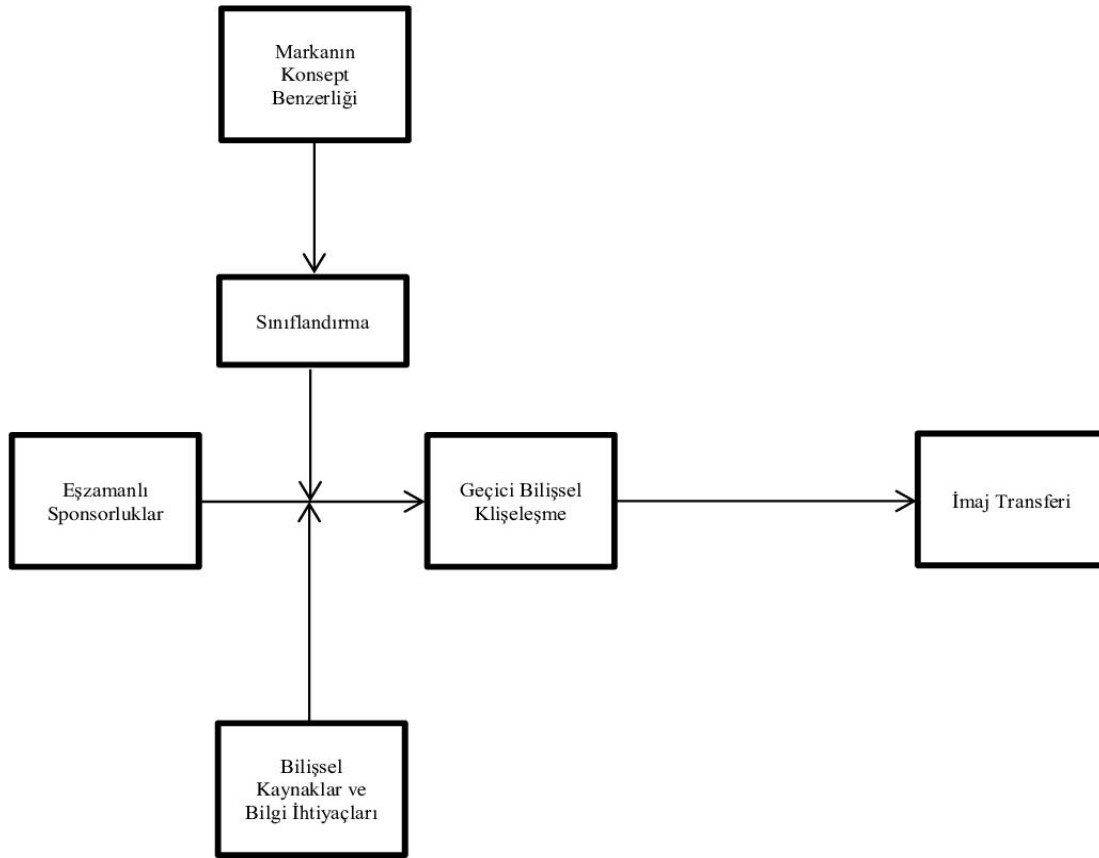 Markanın
Konsept
Benzerliği
Sınıflandırma
Eşzamanlı
Sponsorluklar
Geçici Bilişsel
Klişeleşme
İmaj Transferi
Bilişsel
Kaynaklar ve
Bilgi İhtiyaçları